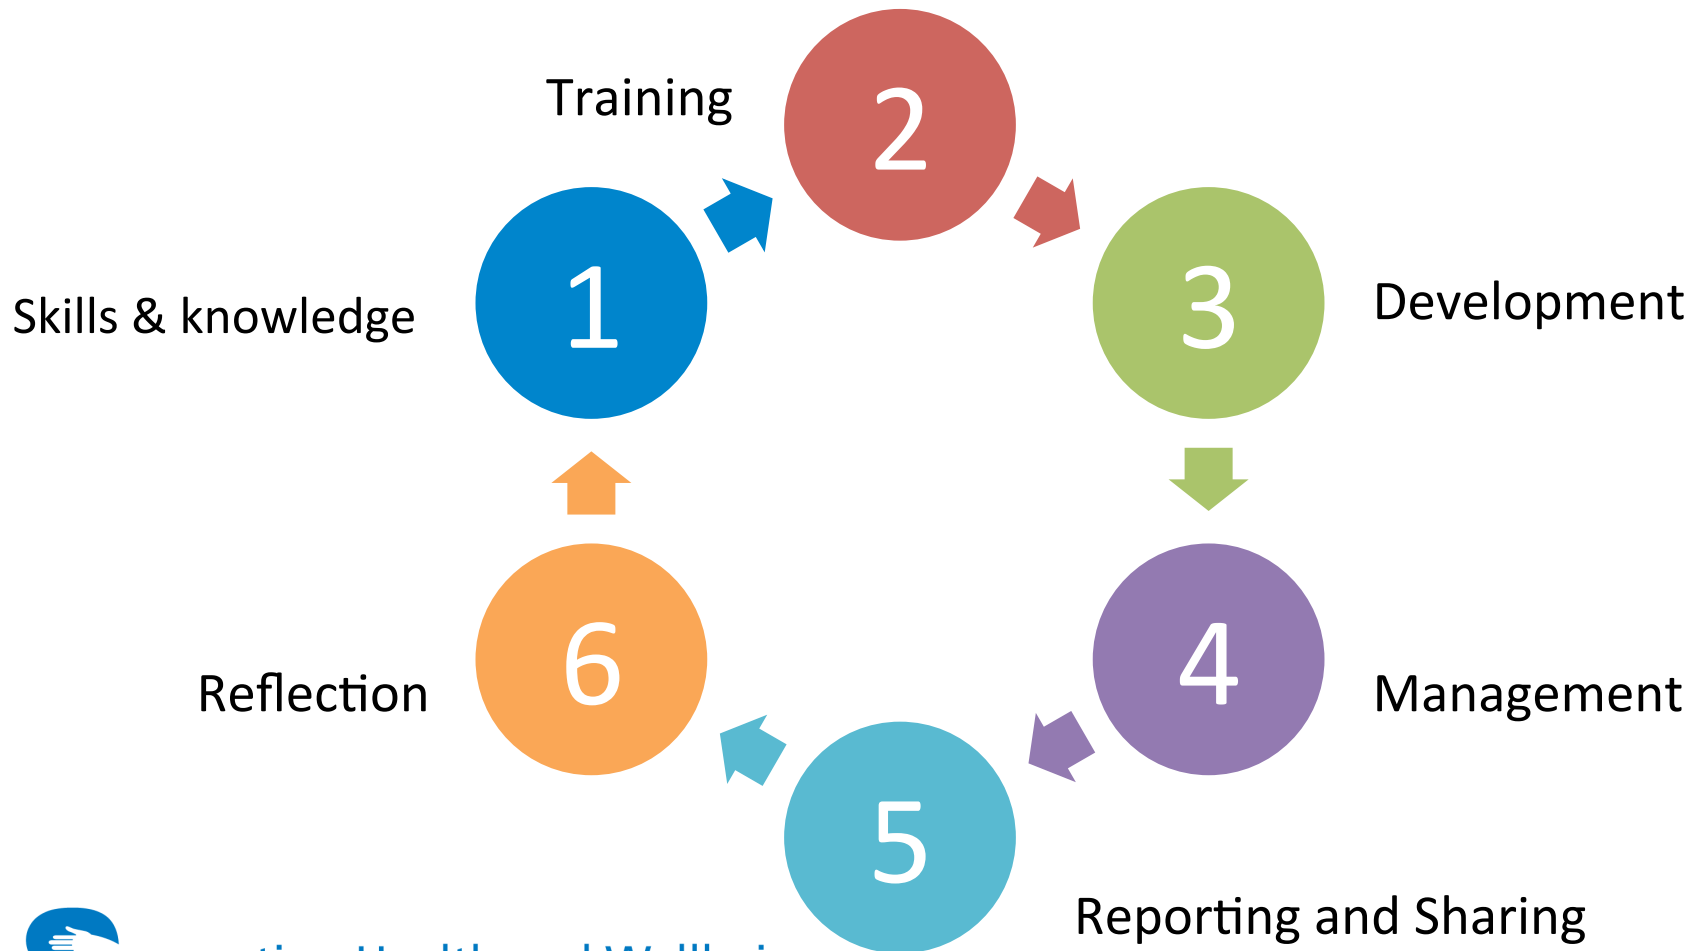 Training
2
1
3
Skills & knowledge
Development
6
4
Reflection
Management
5
Reporting and Sharing